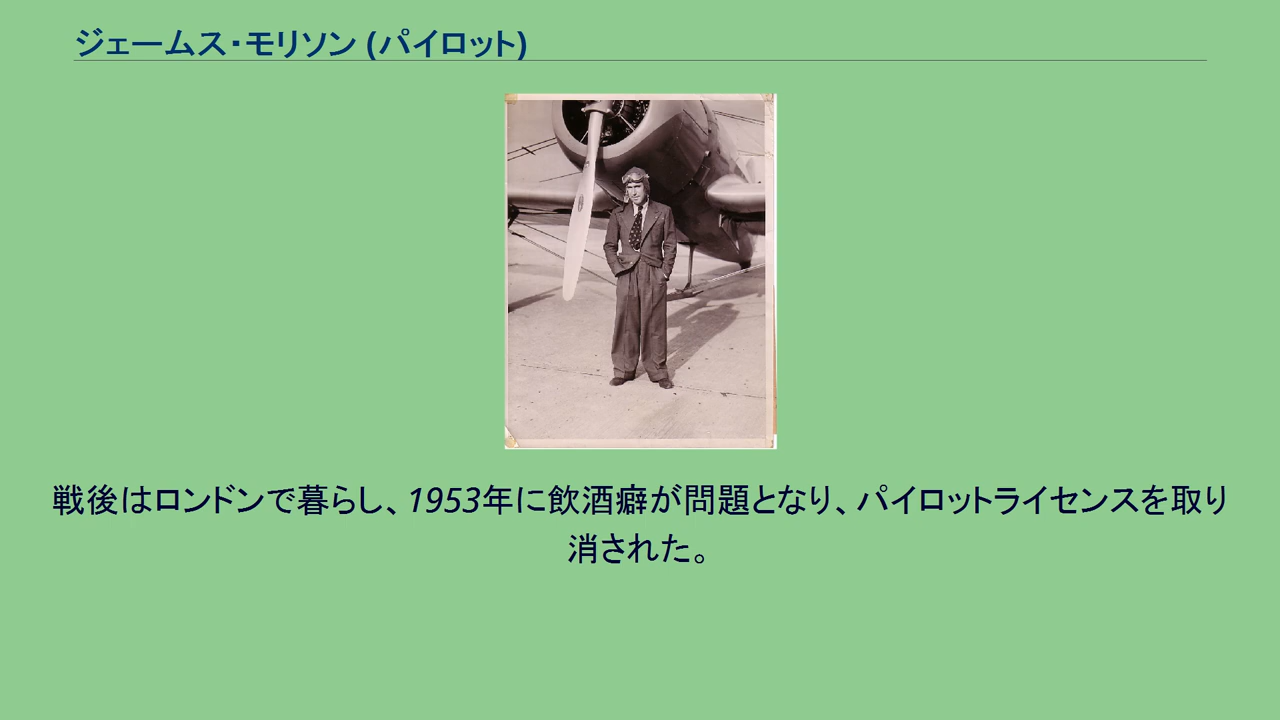 ジェームス・モリソン (パイロット)
戦後はロンドンで暮らし、1953年に飲酒癖が問題となり、パイロットライセンスを取り
消された。